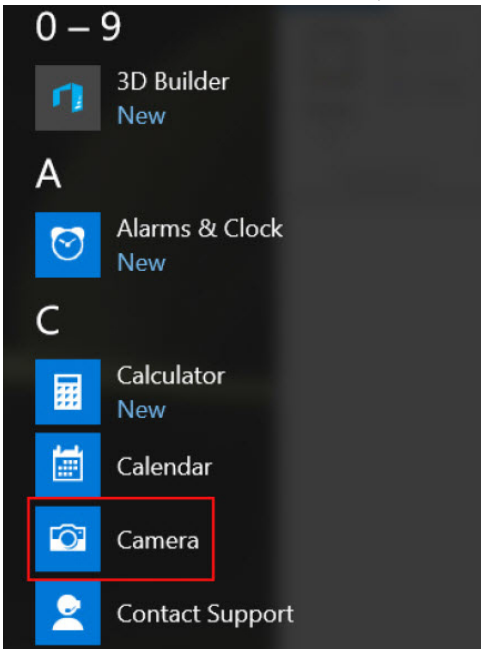 0 – 9
3D Builder
New
A
Alarms & Clock
New
C
Calculator
New
Calendar
Camera
Contact Support